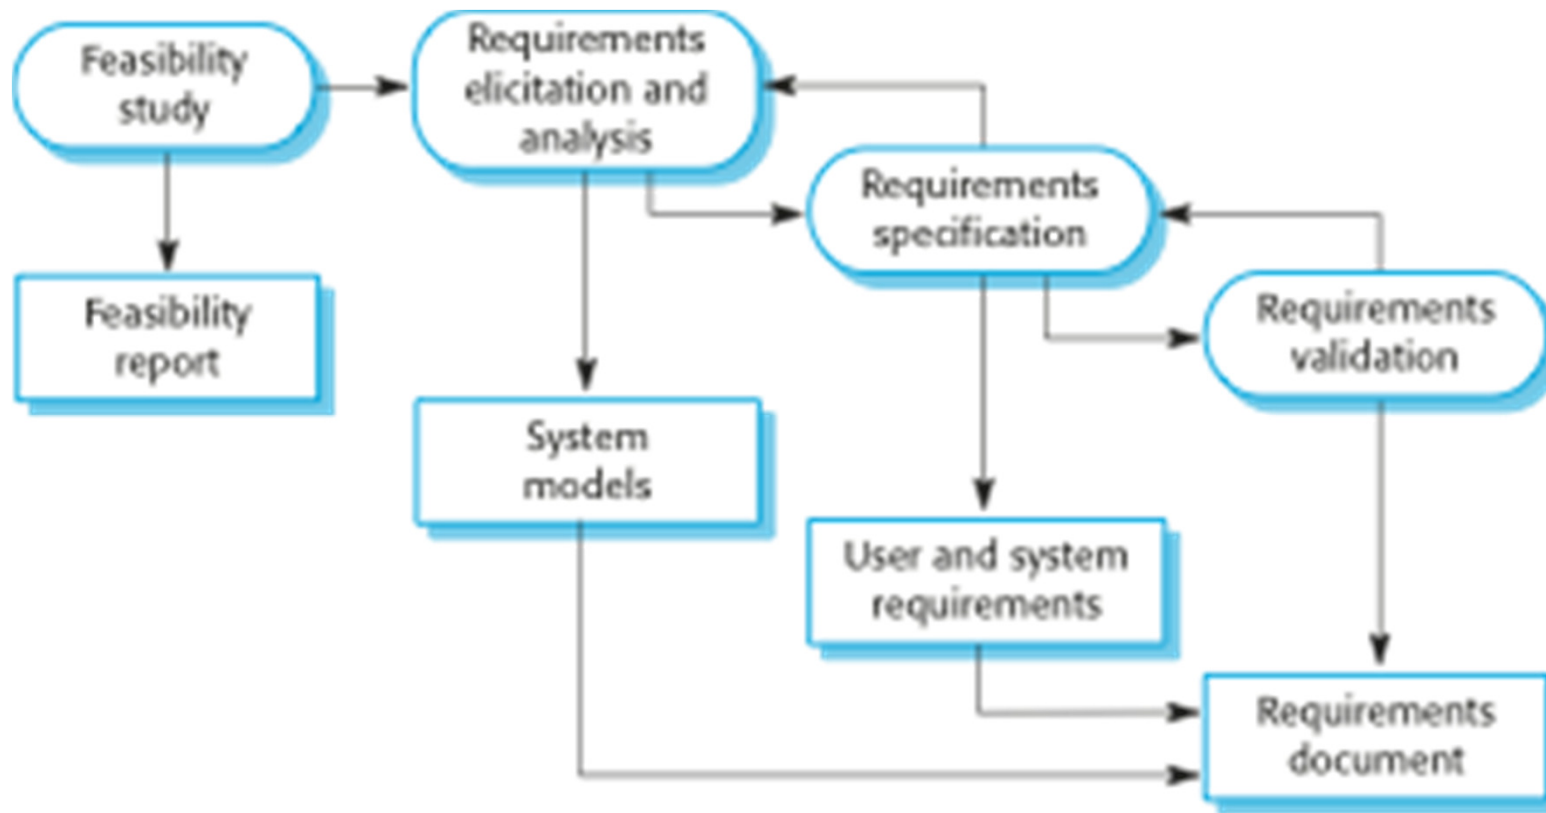 Feasibility
study
Requirements
elicitation and
analysis
Requirements
specification
Requirements
validation
Feasibility
report
System
models
User and system
requirements
Requirements
document